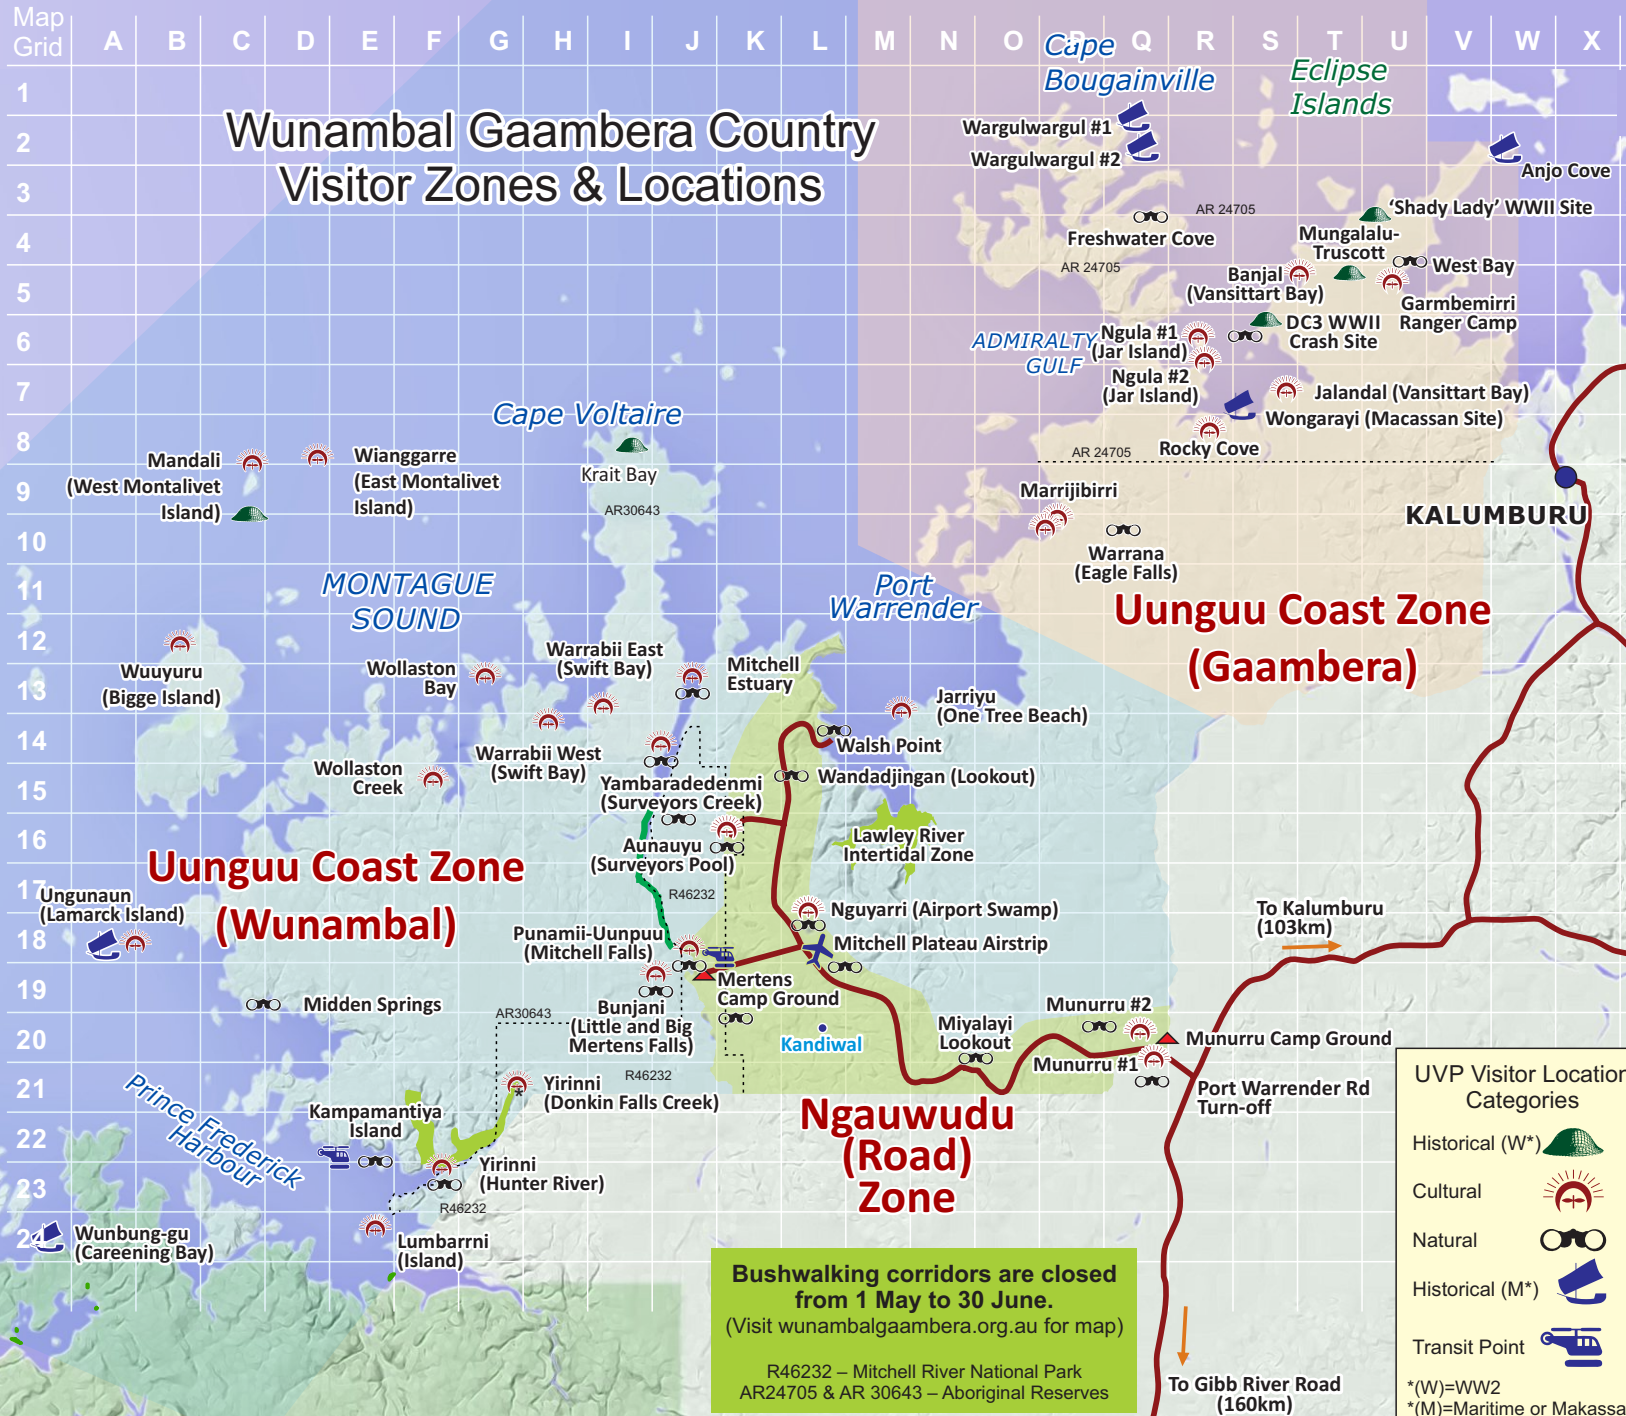 Map
Grid
A B C D E F G H I J K L M N O P Q R S T U V W X
1
2
3
4
5
6
7
8
9
10
11
12
13
14
15
16
17
18
19
20
21
22
23
24
Wunambal Gaambera Country
Visitor Zones & Locations
Cape
Bougainville
Eclipse
Islands
Wargulwargul #1
Wargulwargul #2
Anjo Cove
AR 24705
'Shady Lady' WWII Site
Freshwater Cove
Mungalalu-
Truscott
AR 24705
West Bay
Banjal
(Vansittart Bay)
Garmbemirri
Ranger Camp
DC3 WWII
Crash Site
ADMIRALTY
GULF
Ngula #1
(Jar Island)
Ngula #2
(Jar Island)
Jalandal (Vansittart Bay)
Wongarayi (Macassan Site)
Rocky Cove
AR 24705
Cape Voltaire
Krait Bay
AR30643
Mandali
(West Montalivet
Island)
Wianggarre
(East Montalivet
Island)
Marrijibirri
Warrana
(Eagle Falls)
KALUMBURU
MONTAGUE
SOUND
Port
Warrender
Uunguu Coast Zone
(Gaambera)
Wuuyuru
(Bigge Island)
Wollaston
Bay
Warrabii East
(Swift Bay)
Mitchell
Estuary
Jarriyu
(One Tree Beach)
Warrabii West
(Swift Bay)
Walsh Point
Wollaston
Creek
Wandadjingan (Lookout)
Yambaradedenmi
(Surveyors Creek)
Aunauyu
(Surveyors Pool)
Lawley River
Intertidal Zone
Uunguu Coast Zone
(Wunambal)
R46232
Ungunaun
(Lamarck Island)
Nguyarri (Airport Swamp)
To Kalumburu
(103km)
Punamii-Uunpuu
(Mitchell Falls)
Mitchell Plateau Airstrip
Mertens
Camp Ground
Midden Springs
Bunjani
(Little and Big
Mertens Falls)
AR30643
Munurru #2
Miyalayi
Lookout
Kandiwal
Munurru Camp Ground
Munurru #1
R46232
Yirinni
(Donkin Falls Creek)
*
Port Warrender Rd
Turn-off
Prince Frederick
Harbour
Kampamantiya
Island
Ngauwudu
(Road)
Zone
Yirinni
(Hunter River)
R46232
Wunbung-gu
(Careening Bay)
Lumbarrni
(Island)
Bushwalking corridors are closed
from 1 May to 30 June.
(Visit wunambalgaambera.org.au for map)
R46232 – Mitchell River National Park
AR24705 & AR 30643 – Aboriginal Reserves
To Gibb River Road
(160km)
UVP Visitor Location
Categories
Historical (W*)
Cultural
Natural
Historical (M*)
Transit Point
*(W)=WW2
*(M)=Maritime or Makassa